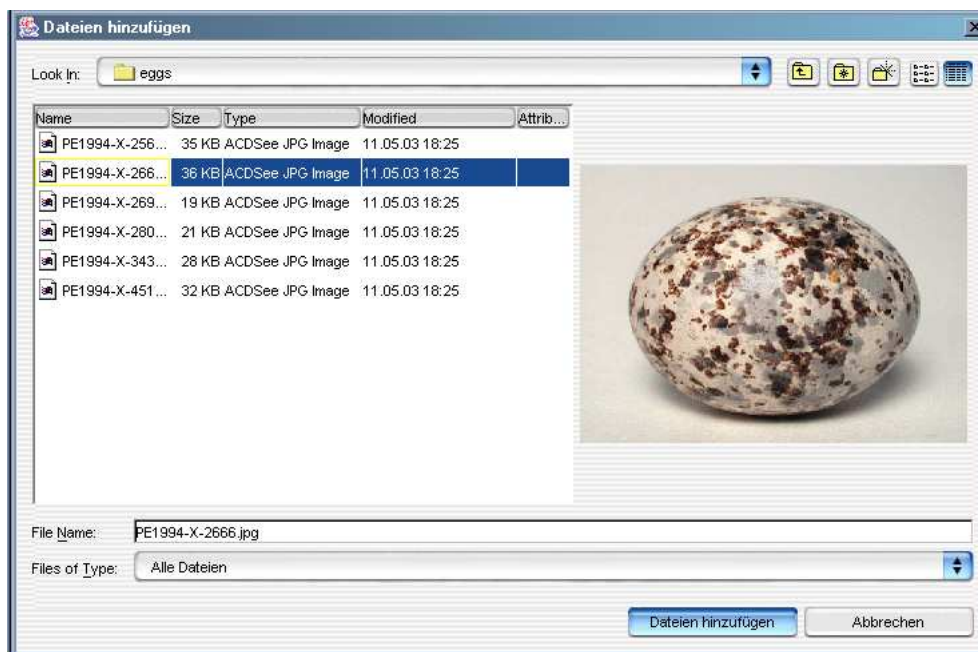 Dateien hinzufügen
Look In: eggs
Name Size Type Modified Attrib...
PE1994-X-256... 35 KB ACDSee JPG Image 11.05.03 18:25
PE1994-X-266... 36 KB ACDSee JPG Image 11.05.03 18:25
PE1994-X-269... 19 KB ACDSee JPG Image 11.05.03 18:25
PE1994-X-280... 21 KB ACDSee JPG Image 11.05.03 18:25
PE1994-X-343... 28 KB ACDSee JPG Image 11.05.03 18:25
PE1994-X-451... 32 KB ACDSee JPG Image 11.05.03 18:25
File Name: PE1994-X-2666.jpg
Files of Type: Alle Dateien
Dateien hinzufügen Abbrechen